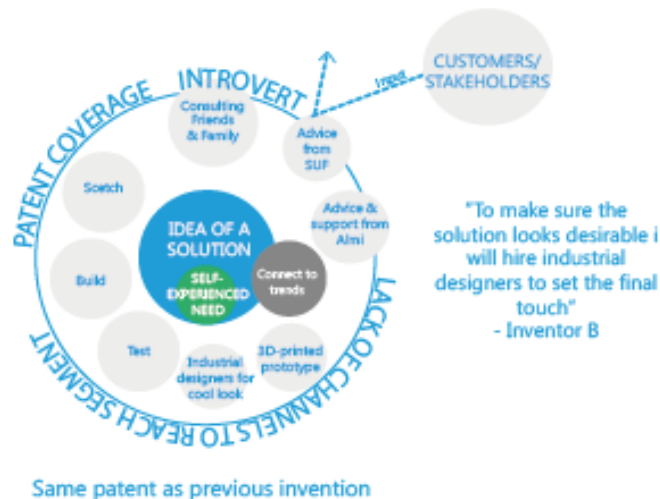 PATENT COVERAGE
INTROVERT
LACK OF CHANNELS TO REACH SEGMENT
Input
CUSTOMERS/
STAKEHOLDERS
Consulting
Friends
& Family
Advice
from
SUF
Advice &
support from
Almi
Scetch
Build
Test
Industrial
designers for
cool look
3D-printed
prototype
IDEA OF A
SOLUTION
SELF-
EXPERIENCED
NEED
Connect to
trends
"To make sure the
solution looks desirable i
will hire industrial
designers to set the final
touch"
- Inventor B
Same patent as previous invention